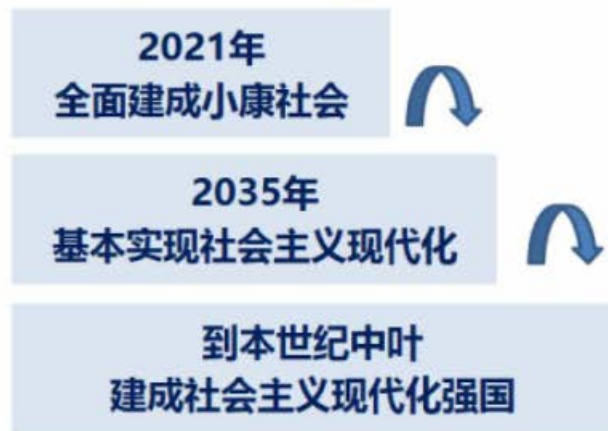 2021年
全面建成小康社会
2035年
基本实现社会主义现代化
到本世纪中叶
建成社会主义现代化强国